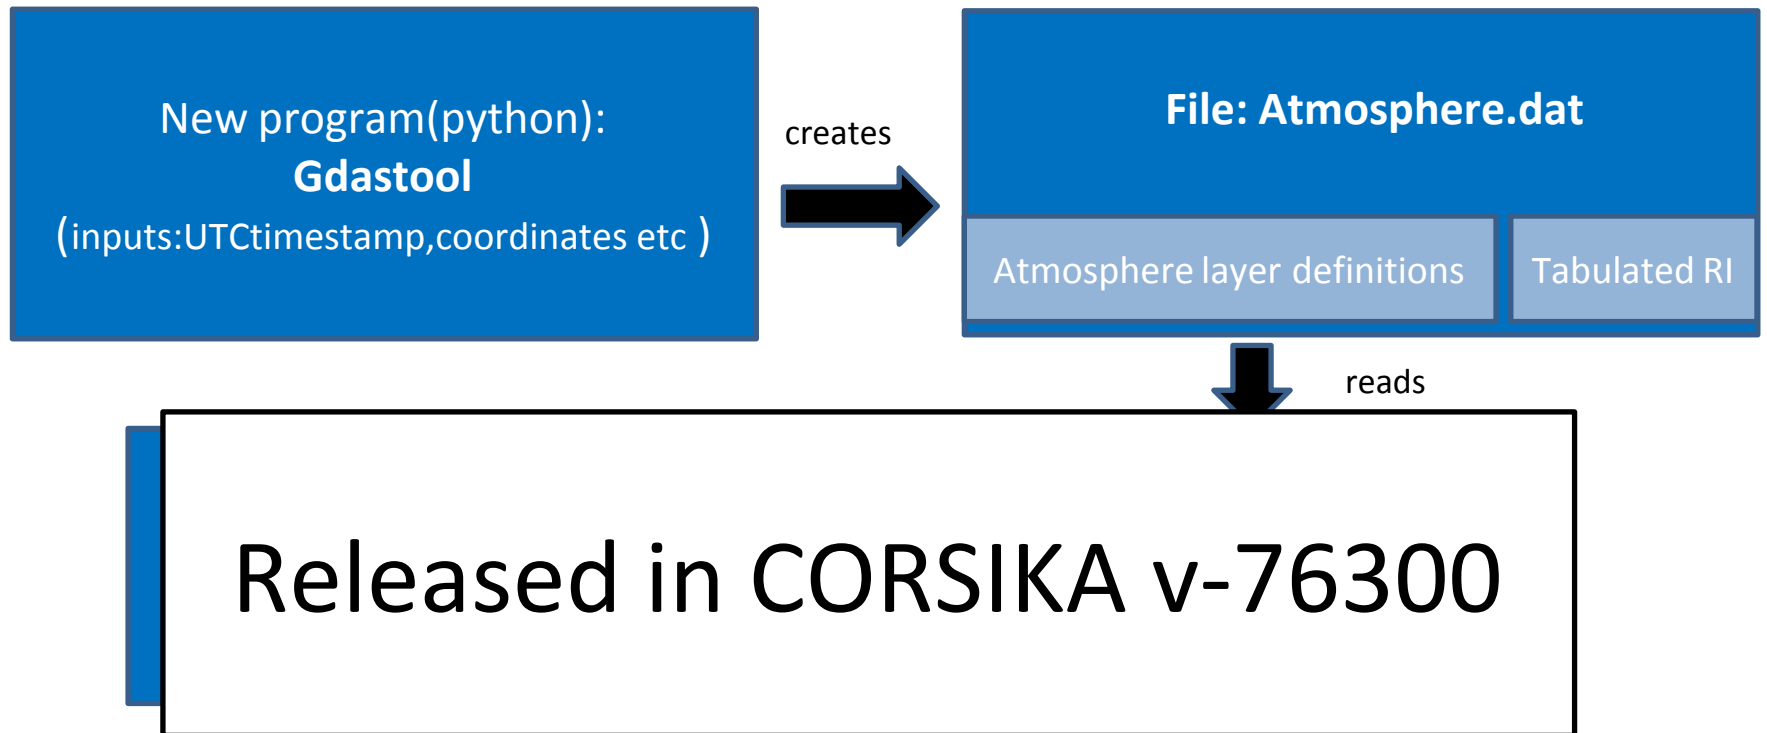 New program(python):
Gdastool
(inputs:UTCtimestamp,coordinates etc )
creates
File: Atmosphere.dat
Atmosphere layer definitions
Tabulated RI
reads
Released in CORSIKA v-76300